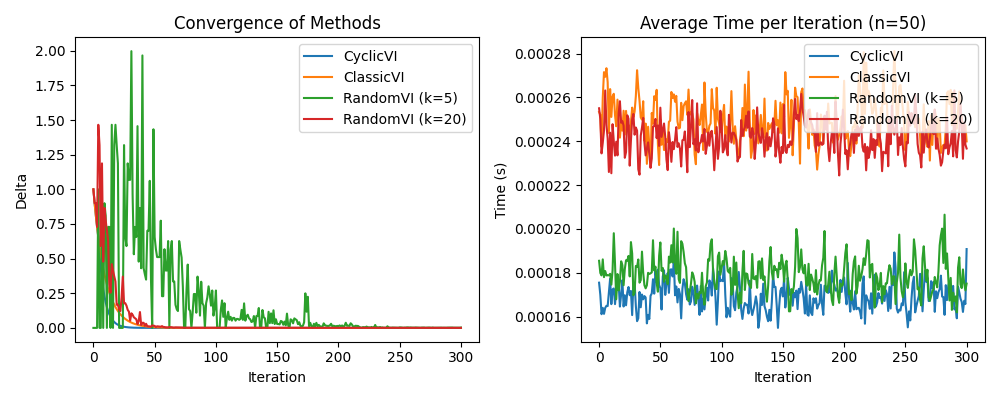 Convergence of Methods
Delta
2.00
1.75
1.50
1.25
1.00
0.75
0.50
0.25
0.00
CyclicVI
ClassicVI
RandomVI (k=5)
RandomVI (k=20)
0
50
100
150
200
250
300
Iteration
Average Time per Iteration (n=50)
Time (s)
0.00028
0.00026
0.00024
0.00022
0.00020
0.00018
0.00016
CyclicVI
ClassicVI
RandomVI (k=5)
RandomVI (k=20)
0
50
100
150
200
250
300
Iteration